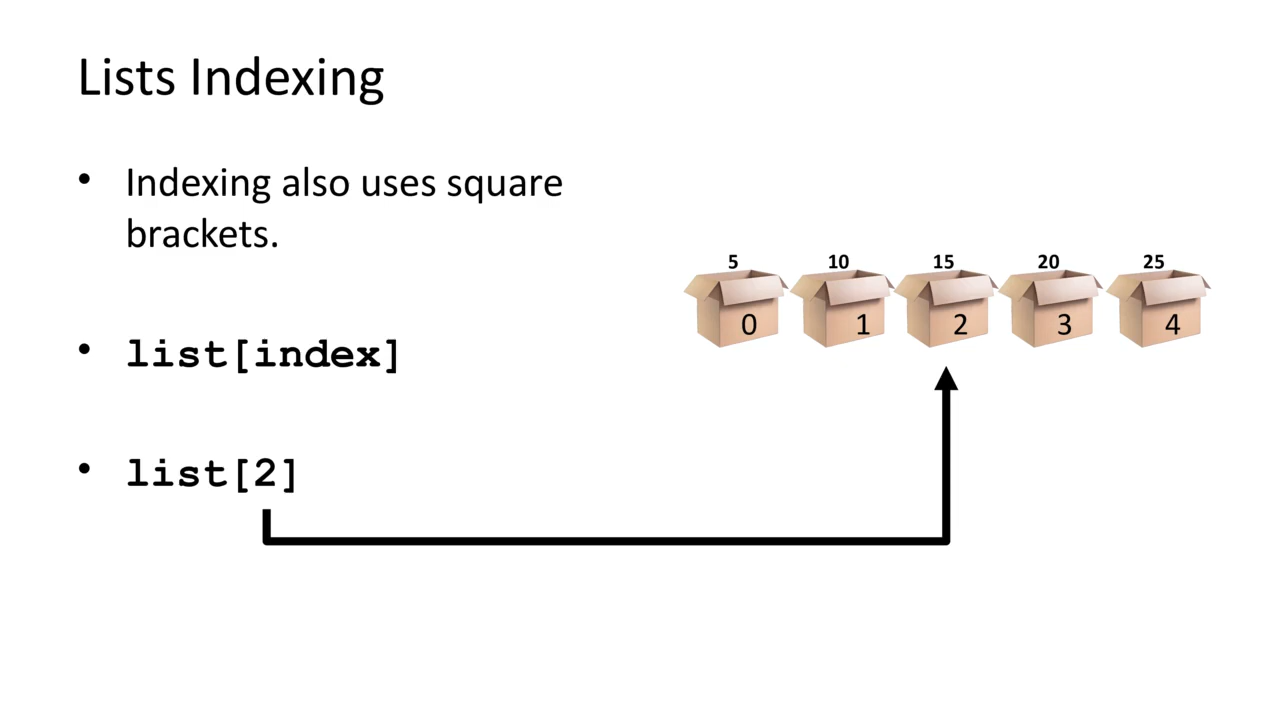 Lists Indexing
• Indexing also uses square
brackets.
• list[index]
• list[2]
5 10 15 20 25
0 1 2 3 4